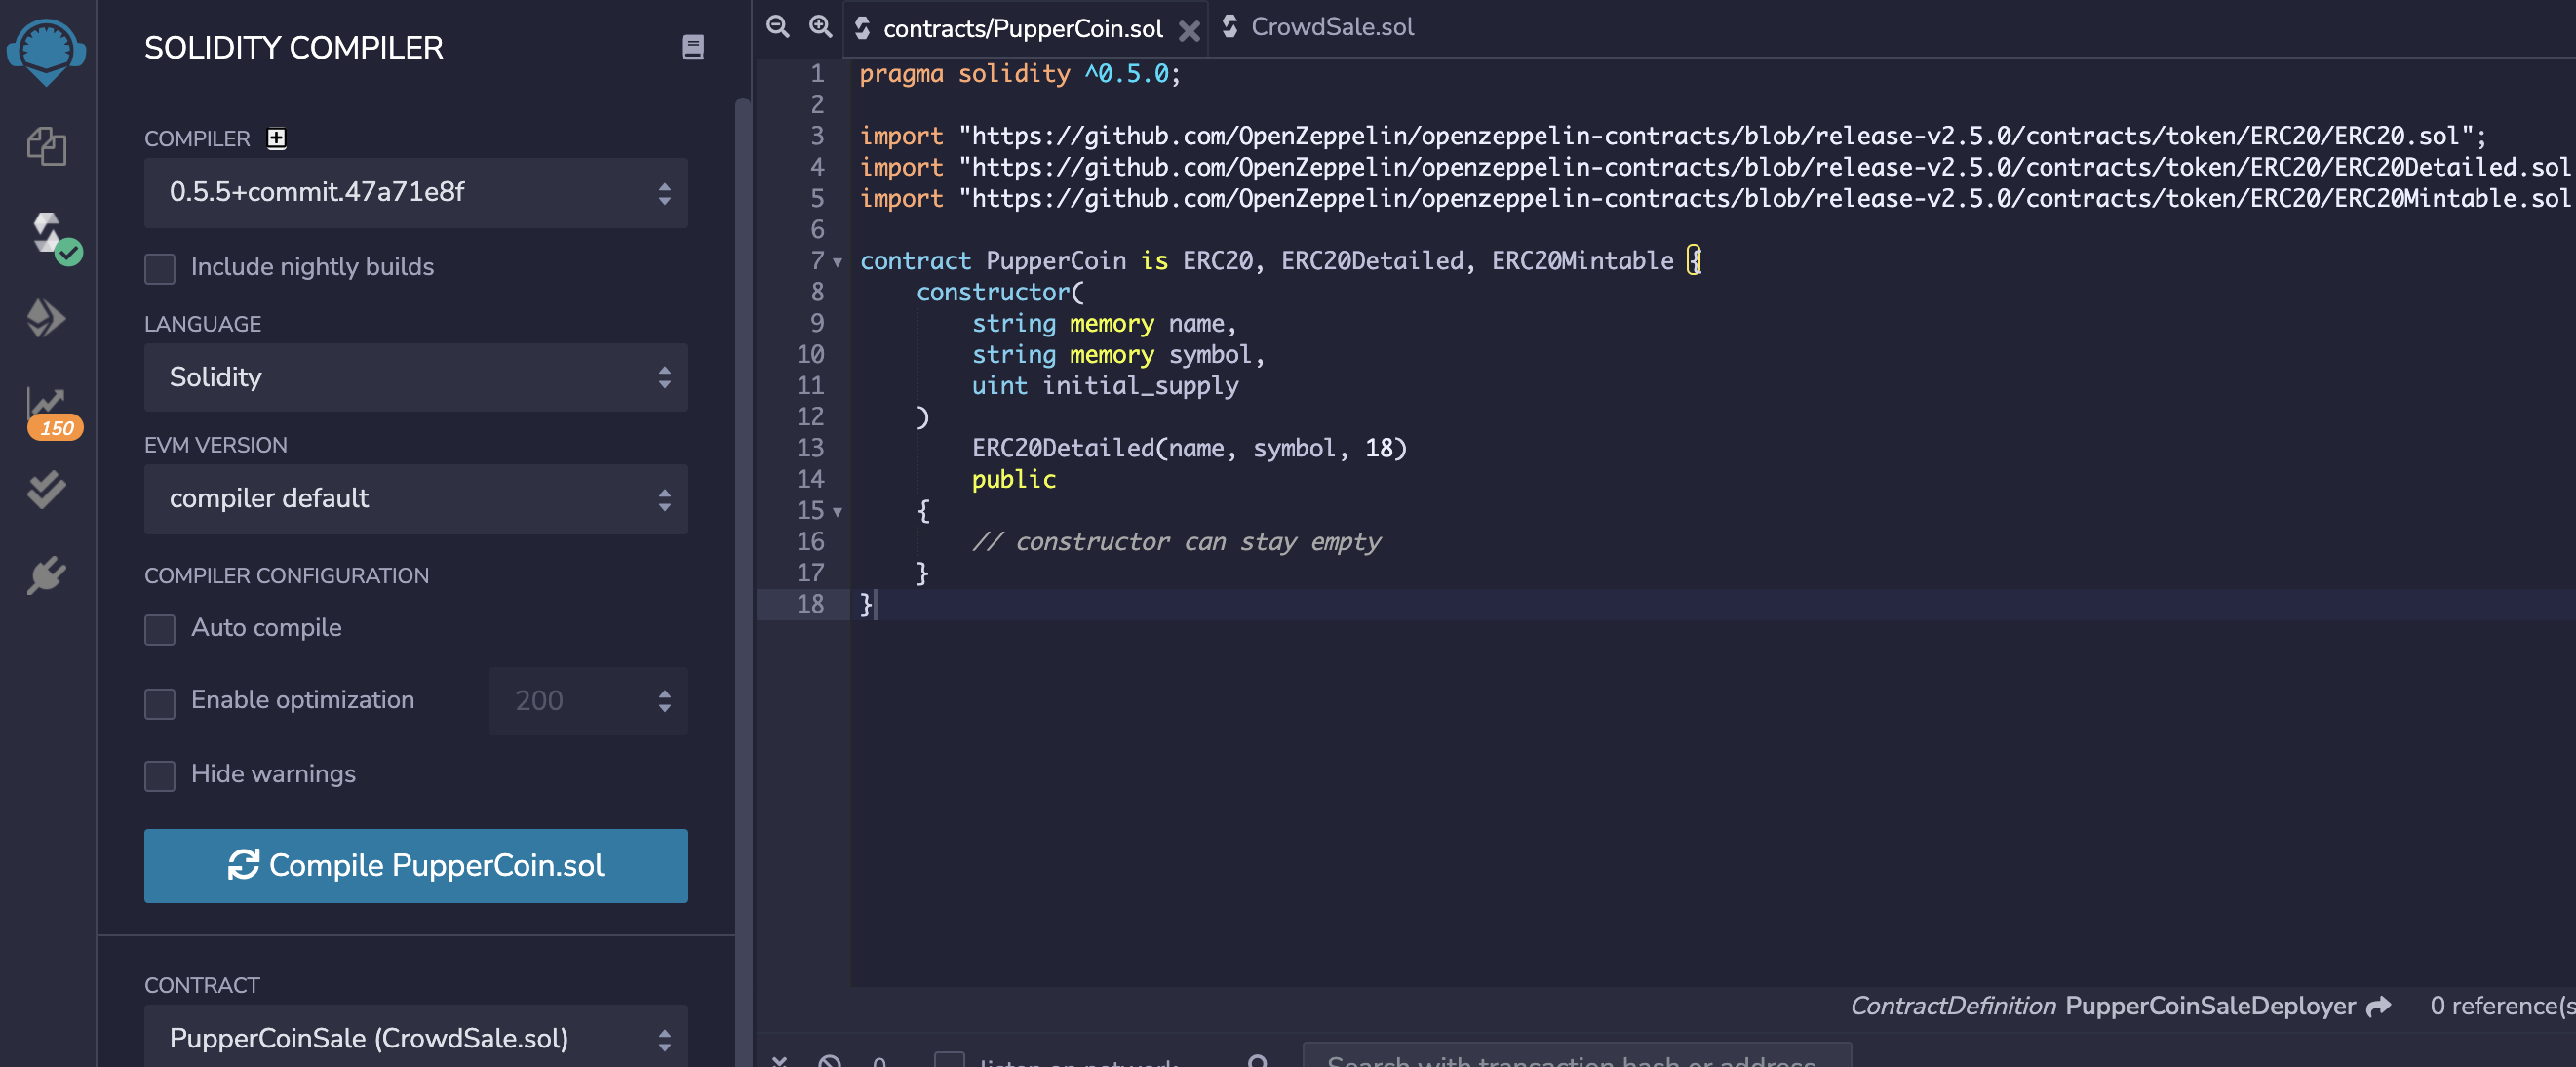 SOLIDITY COMPILER
COMPILER
0.5.5+commit.47a71e8f
Include nightly builds
LANGUAGE
Solidity
EVM VERSION
compiler default
COMPILER CONFIGURATION
Auto compile
Enable optimization 200
Hide warnings
Compile PupperCoin.sol
CONTRACT
PupperCoinSale (CrowdSale.sol)
150
contracts/PupperCoin.sol CrowdSale.sol
1 pragma solidity ^0.5.0;
2
3 import "https://github.com/OpenZeppelin/openzeppelin-contracts/blob/release-v2.5.0/contracts/token/ERC20/ERC20.sol";
4 import "https://github.com/OpenZeppelin/openzeppelin-contracts/blob/release-v2.5.0/contracts/token/ERC20/ERC20Detailed.sol
5 import "https://github.com/OpenZeppelin/openzeppelin-contracts/blob/release-v2.5.0/contracts/token/ERC20/ERC20Mintable.sol
6
7 contract PupperCoin is ERC20, ERC20Detailed, ERC20Mintable {
8 constructor(
9 string memory name,
10 string memory symbol,
11 uint initial_supply
12 )
13 ERC20Detailed(name, symbol, 18)
14 public
15 {
16 // constructor can stay empty
17 }
18 }
ContractDefinition PupperCoinSaleDeployer 0 reference(s
0 listen on network Search with transaction hash or address